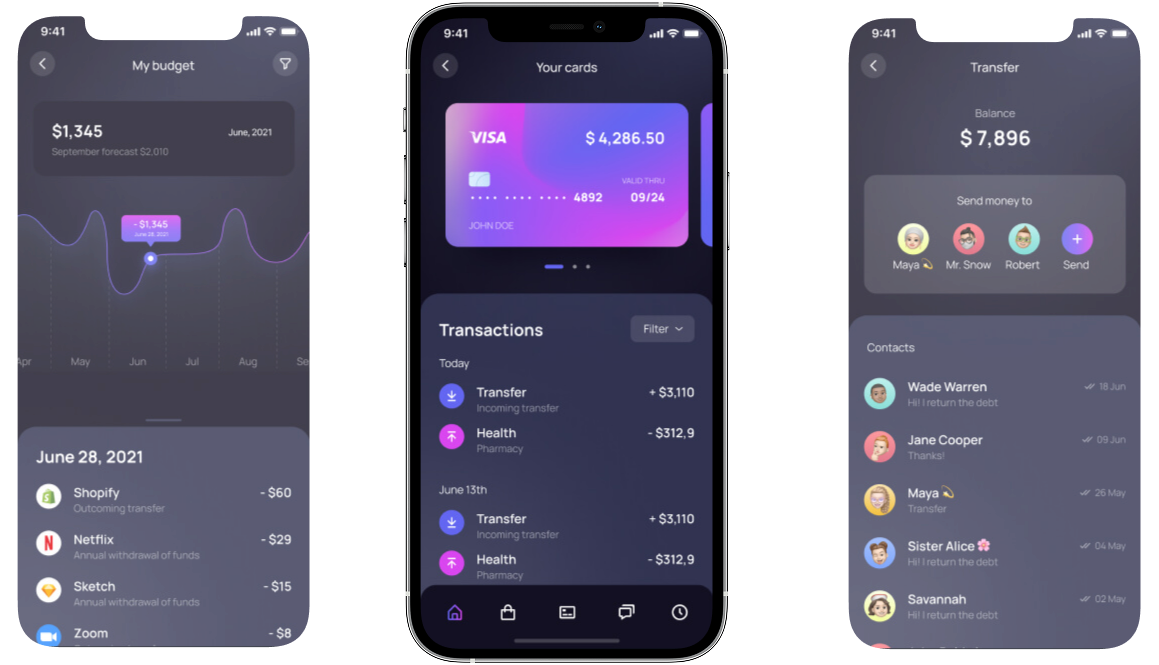 9:41
My budget
$1,345
June, 2021
September forecast $2,010
- $1,345
June 28, 2021
Apr May Jun Jul Aug Se
June 28, 2021
Shopify - $60
Outcoming transfer
Netflix - $29
Annual withdrawal of funds
Sketch - $15
Annual withdrawal of funds
Zoom - $8
9:41
Your cards
VISA $ 4,286.50
VALID THRU
•••• •••• •••• 4892 09/24
JOHN DOE
Transactions Filter
Today
Transfer + $3,110
Incoming transfer
Health - $312,9
Pharmacy
June 13th
Transfer + $3,110
Incoming transfer
Health - $312,9
Pharmacy
9:41
Transfer
Balance
$ 7,896
Send money to
Maya 💫 Mr. Snow Robert Send
Contacts
Wade Warren 18 Jun
Hi! I return the debt
Jane Cooper 09 Jun
Thanks!
Maya 💫 26 May
Transfer
Sister Alice 🌸 04 May
Hi! I return the debt
Savannah 02 May
Hi! I return the debt